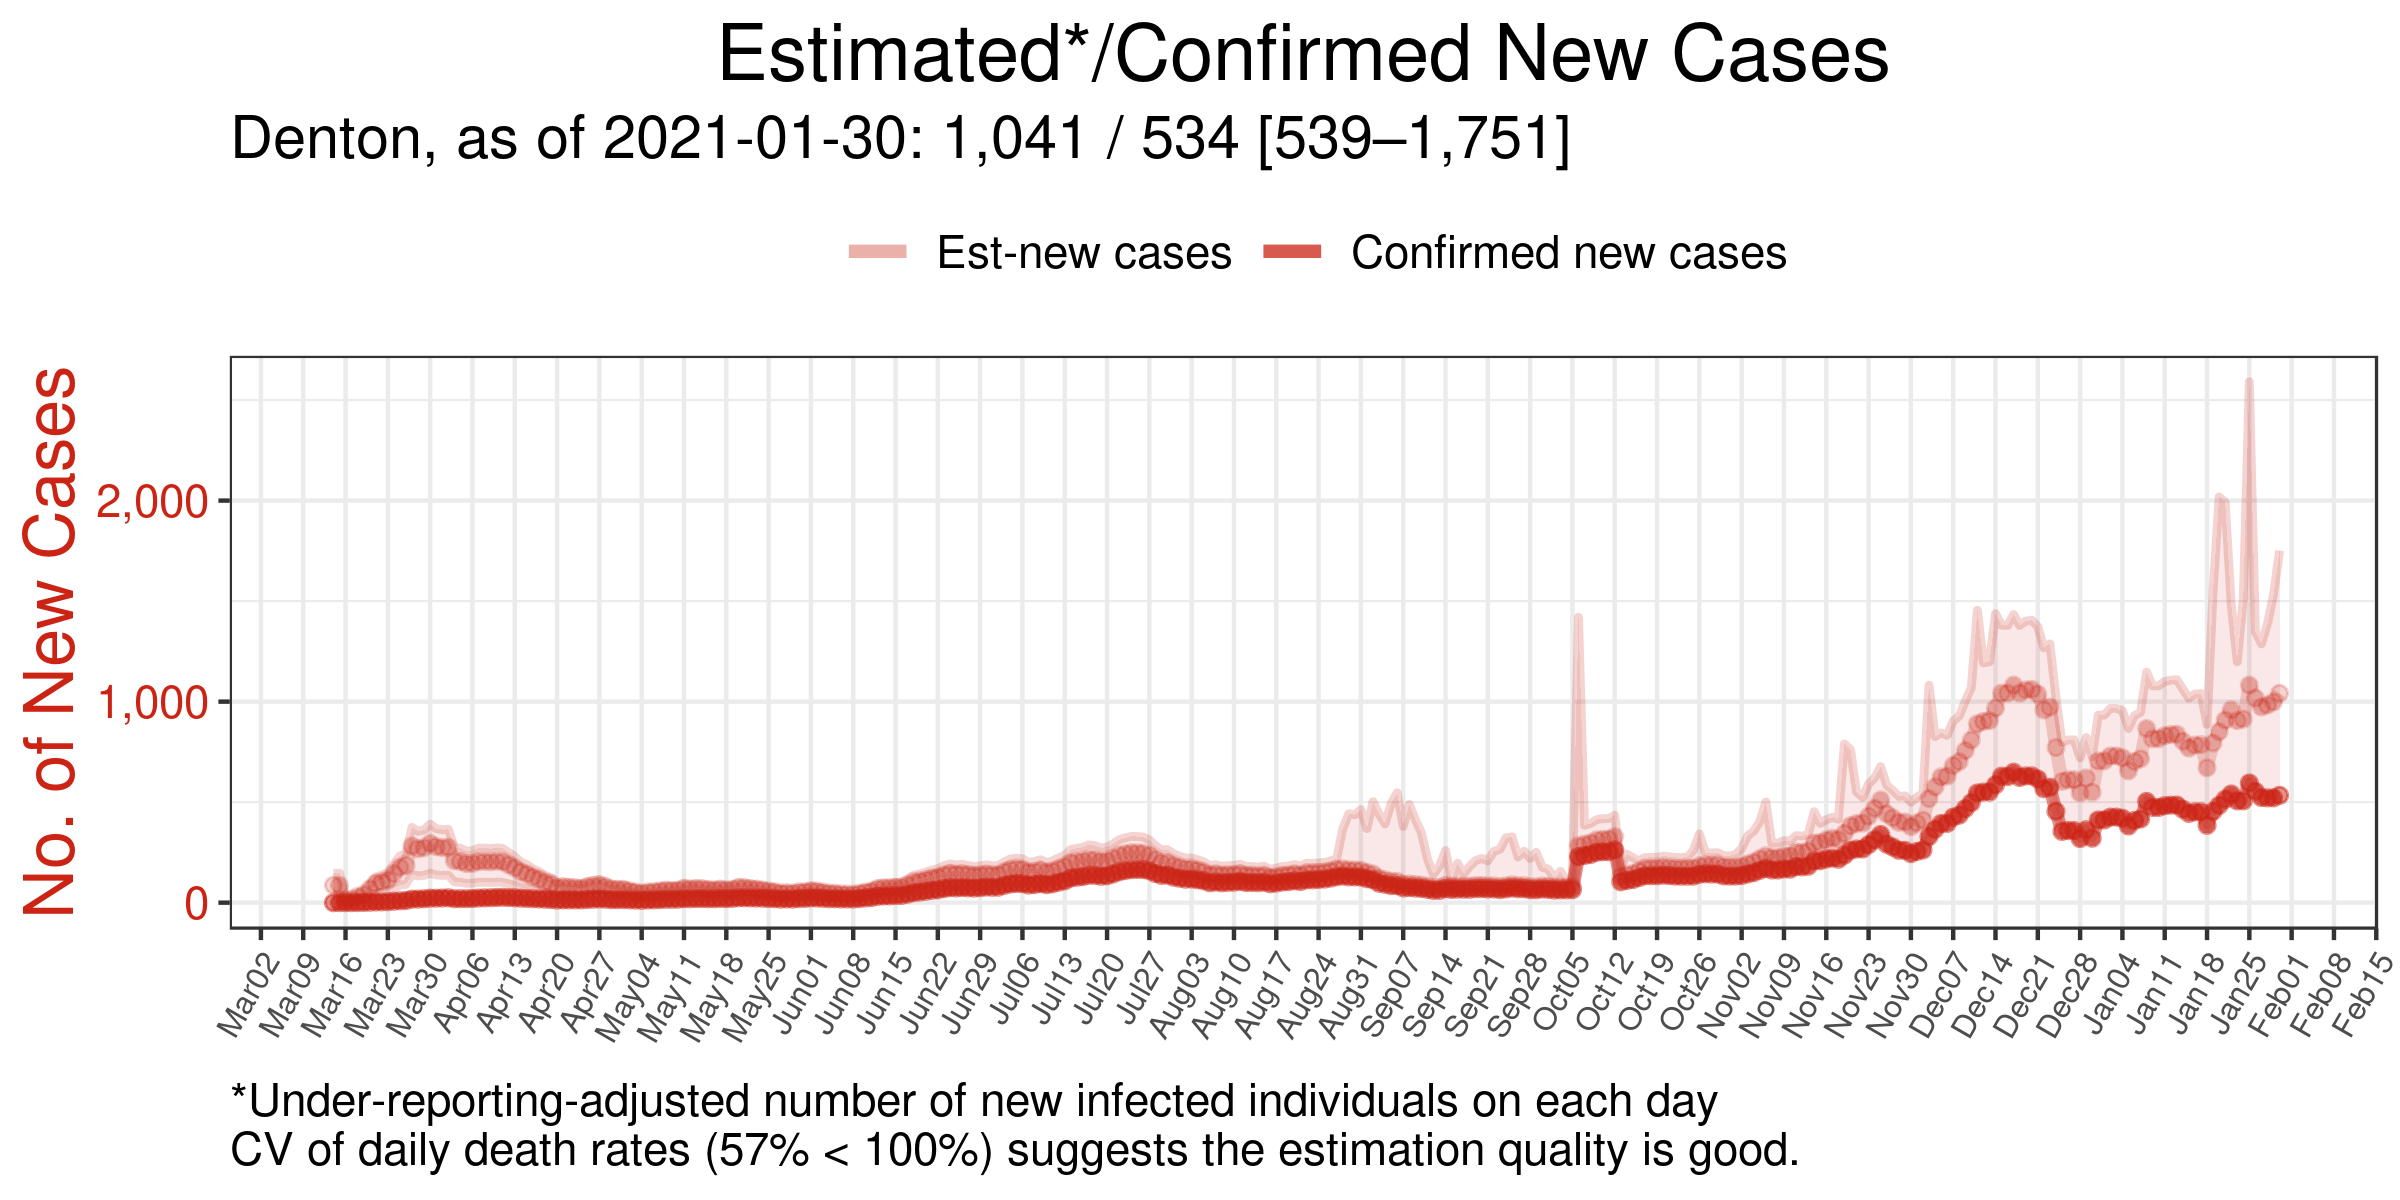 Estimated*/Confirmed New Cases
Denton, as of 2021-01-30: 1,041 / 534 [539–1,751]
Est-new cases Confirmed new cases
No. of New Cases
2,000
1,000
0
Mar02 Mar09 Mar16 Mar23 Mar30 Apr06 Apr13 Apr20 Apr27 May04 May11 May18 May25 Jun01 Jun08 Jun15 Jun22 Jun29 Jul06 Jul13 Jul20 Jul27 Aug03 Aug10 Aug17 Aug24 Aug31 Sep07 Sep14 Sep21 Sep28 Oct05 Oct12 Oct19 Oct26 Nov02 Nov09 Nov16 Nov23 Nov30 Dec07 Dec14 Dec21 Dec28 Jan04 Jan11 Jan18 Jan25 Feb01 Feb08 Feb15
*Under-reporting-adjusted number of new infected individuals on each day
CV of daily death rates (57% < 100%) suggests the estimation quality is good.